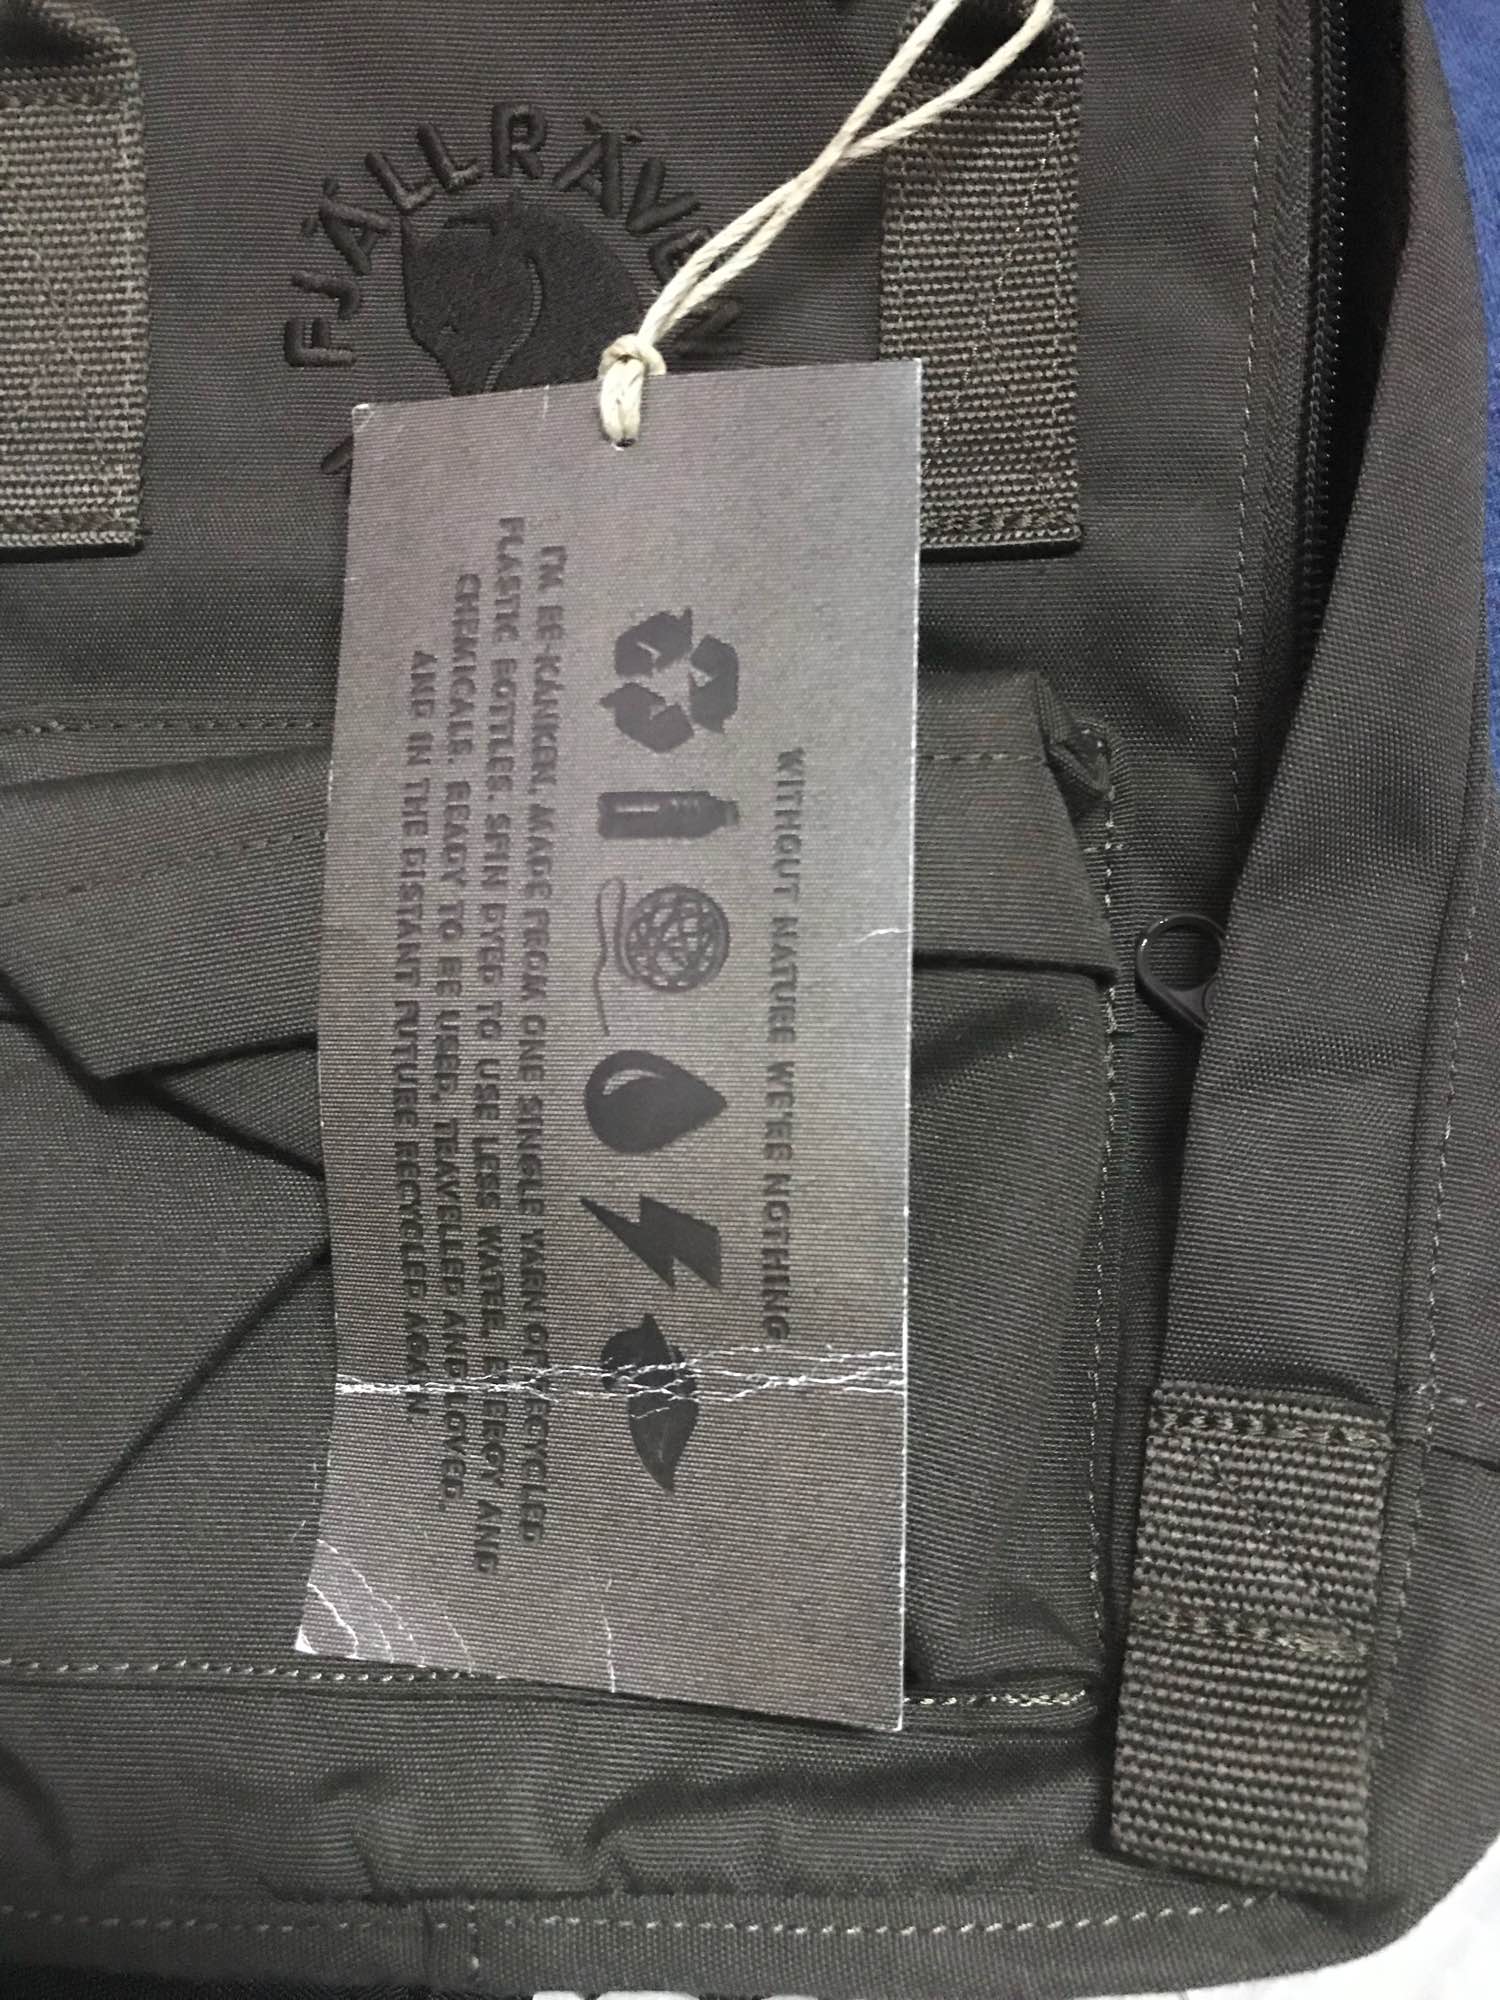 FJÄLLRÄVEN
WITHOUT NATURE WE'RE NOTHING
I'M RE-KÅNKEN. MADE FROM ONE SINGLE YARN OF RECYCLED
PLASTIC BOTTLES. SPIN DYED TO USE LESS WATER, ENERGY AND
CHEMICALS. READY TO BE USED, TRAVELLED AND LOVED.
AND IN THE DISTANT FUTURE RECYCLED AGAIN.